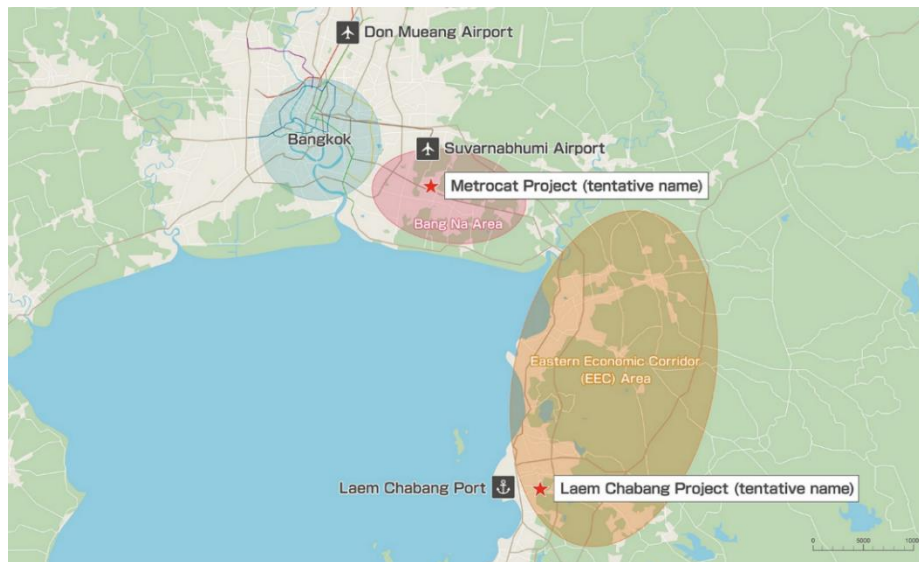 Don Mueang Airport
Bangkok
Suvarnabhumi Airport
Metrocat Project (tentative name)
Bang Na Area
Eastern Economic Corridor
(EEC) Area
Laem Chabang Port
Laem Chabang Project (tentative name)
0 5000